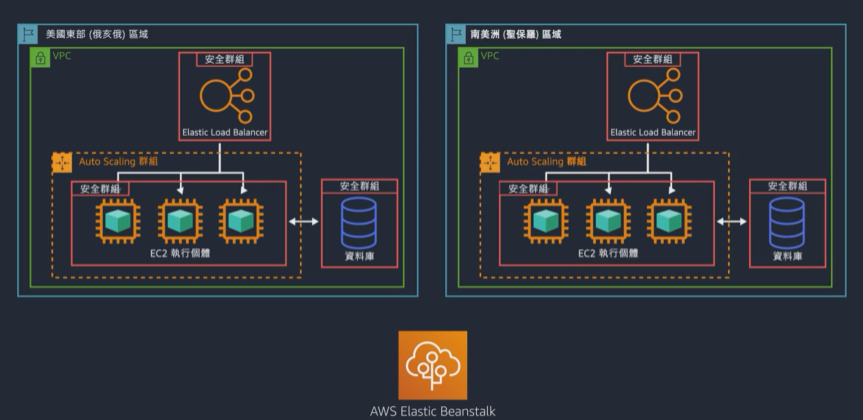 美國東部 (俄亥俄) 區域
VPC
安全群組
Elastic Load Balancer
Auto Scaling 群組
安全群組
EC2 執行個體
安全群組
資料庫
南美洲 (聖保羅) 區域
VPC
安全群組
Elastic Load Balancer
Auto Scaling 群組
安全群組
EC2 執行個體
安全群組
資料庫
AWS Elastic Beanstalk